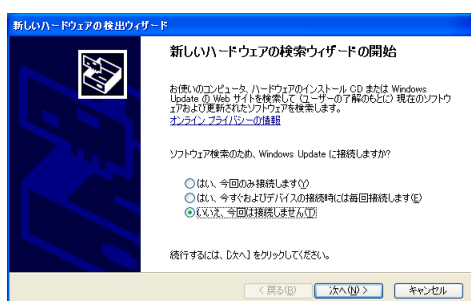 新しいハードウェアの検出ウィザード
新しいハードウェアの検索ウィザードの開始
お使いのコンピュータ、ハードウェアのインストール CD または Windows
Update の Web サイトを検索して (ユーザーの了解のもとに) 現在のソフトウ
ェアおよび更新されたソフトウェアを検索します。
オンライン プライバシーの情報
ソフトウェア検索のため、Windows Update に接続しますか?
はい、今回のみ接続します(Y)
はい、今すぐおよびデバイスの接続時には毎回接続します(E)
いいえ、今回は接続しません(T)
続行するには、[次へ] をクリックしてください。
< 戻る(B) 次へ(N) > キャンセル